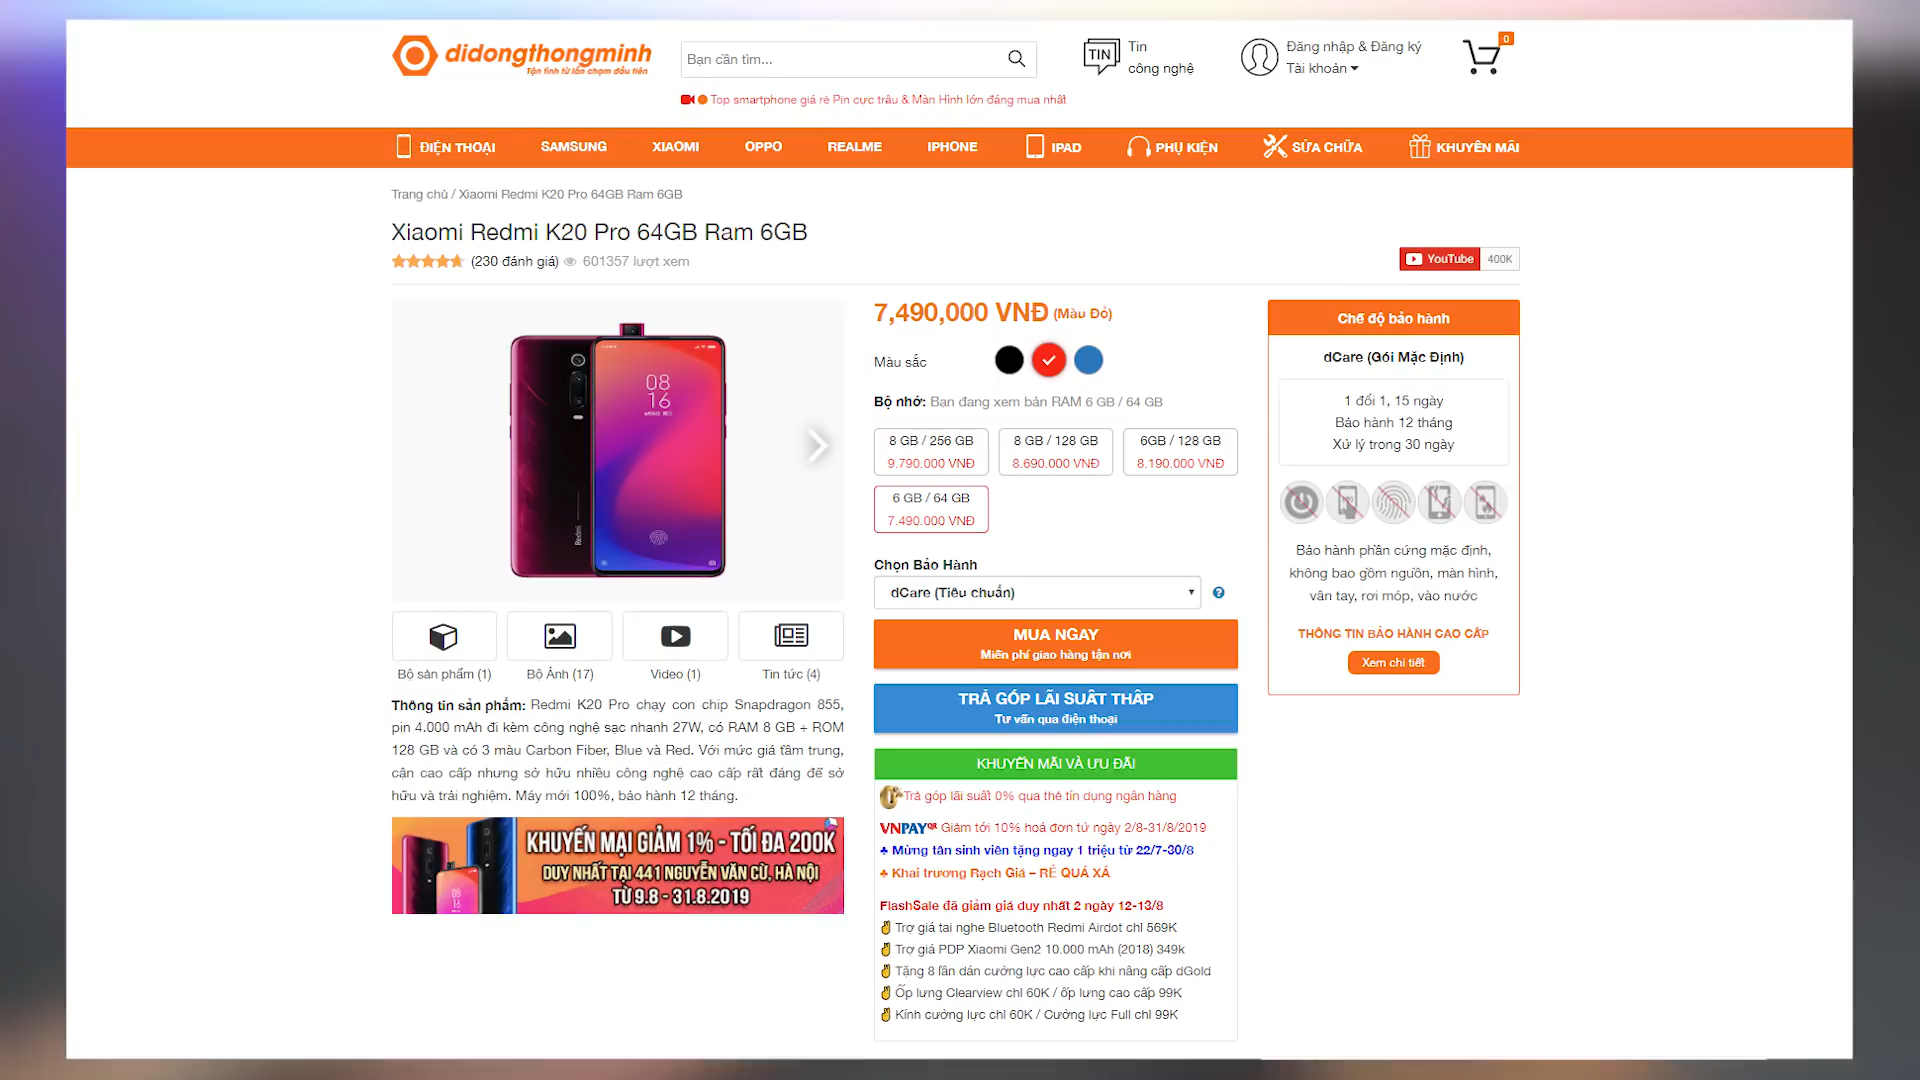 didongthongminh
Tận tình từ lần chạm đầu tiên
Bạn cần tìm...
TIN
Tin
công nghệ
Đăng nhập & Đăng ký
Tài khoản
0
Top smartphone giá rẻ Pin cực trâu & Màn Hình lớn đáng mua nhất
ĐIỆN THOẠI
SAMSUNG
XIAOMI
OPPO
REALME
IPHONE
IPAD
PHỤ KIỆN
SỬA CHỮA
KHUYẾN MÃI
Trang chủ / Xiaomi Redmi K20 Pro 64GB Ram 6GB
Xiaomi Redmi K20 Pro 64GB Ram 6GB
(230 đánh giá) 601357 lượt xem
YouTube 400K
08
16
Redmi
Bộ sản phẩm (1)
Bộ Ảnh (17)
Video (1)
Tin tức (4)
Thông tin sản phẩm: Redmi K20 Pro chạy con chip Snapdragon 855,
pin 4.000 mAh đi kèm công nghệ sạc nhanh 27W, có RAM 8 GB + ROM
128 GB và có 3 màu Carbon Fiber, Blue và Red. Với mức giá tầm trung,
cận cao cấp nhưng sở hữu nhiều công nghệ cao cấp rất đáng để sở
hữu và trải nghiệm. Máy mới 100%, bảo hành 12 tháng.
KHUYẾN MẠI GIẢM 1% - TỐI ĐA 200K
DUY NHẤT TẠI 441 NGUYỄN VĂN CỪ, HÀ NỘI
TỪ 9.8 - 31.8.2019
7,490,000 VNĐ (Màu Đỏ)
Màu sắc
Bộ nhớ: Bạn đang xem bản RAM 6 GB / 64 GB
8 GB / 256 GB
9.790.000 VNĐ
8 GB / 128 GB
8.690.000 VNĐ
6GB / 128 GB
8.190.000 VNĐ
6 GB / 64 GB
7.490.000 VNĐ
Chọn Bảo Hành
dCare (Tiêu chuẩn)
MUA NGAY
Miễn phí giao hàng tận nơi
TRẢ GÓP LÃI SUẤT THẤP
Tư vấn qua điện thoại
KHUYẾN MÃI VÀ ƯU ĐÃI
Trả góp lãi suất 0% qua thẻ tín dụng ngân hàng
VNPAYQR Giảm tới 10% hoá đơn từ ngày 2/8-31/8/2019
♣ Mừng tân sinh viên tặng ngay 1 triệu từ 22/7-30/8
♣ Khai trương Rạch Giá – RẺ QUÁ XÁ
FlashSale đã giảm giá duy nhất 2 ngày 12-13/8
Trợ giá tai nghe Bluetooth Redmi Airdot chỉ 569K
Trợ giá PDP Xiaomi Gen2 10.000 mAh (2018) 349k
Tặng 8 lần dán cường lực cao cấp khi nâng cấp dGold
Ốp lưng Clearview chỉ 60K / ốp lưng cao cấp 99K
Kính cường lực chỉ 60K / Cường lực Full chỉ 99K
Chế độ bảo hành
dCare (Gói Mặc Định)
1 đổi 1, 15 ngày
Bảo hành 12 tháng
Xử lý trong 30 ngày
Bảo hành phần cứng mặc định,
không bao gồm nguồn, màn hình,
vân tay, rơi móp, vào nước
THÔNG TIN BẢO HÀNH CAO CẤP
Xem chi tiết